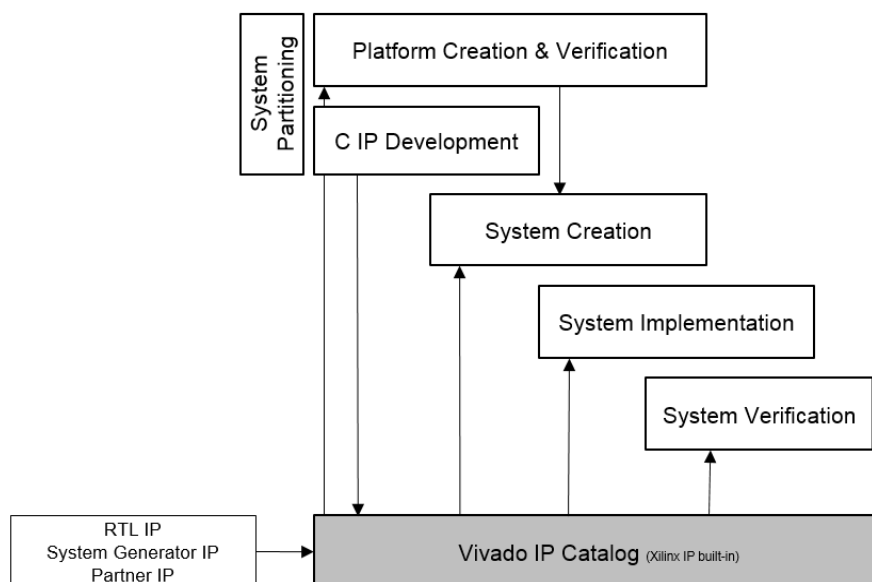 System
Partitioning
Platform Creation & Verification
C IP Development
System Creation
System Implementation
System Verification
RTL IP
System Generator IP
Partner IP
Vivado IP Catalog (Xilinx IP built-in)